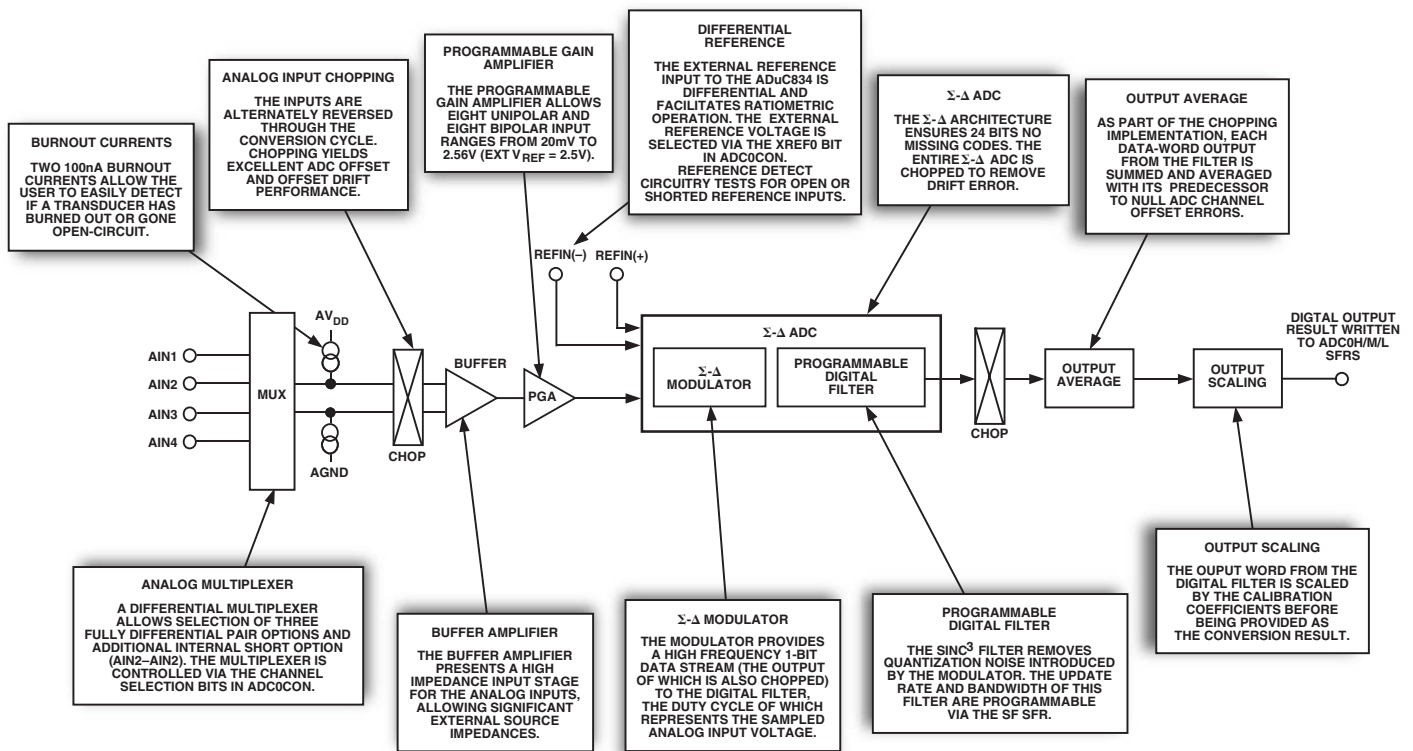 BURNOUT CURRENTS
TWO 100nA BURNOUT
CURRENTS ALLOW THE
USER TO EASILY DETECT
IF A TRANSDUCER HAS
BURNED OUT OR GONE
OPEN-CIRCUIT.
ANALOG INPUT CHOPPING
THE INPUTS ARE
ALTERNATELY REVERSED
THROUGH THE
CONVERSION CYCLE.
CHOPPING YIELDS
EXCELLENT ADC OFFSET
AND OFFSET DRIFT
PERFORMANCE.
PROGRAMMABLE GAIN
AMPLIFIER
THE PROGRAMMABLE
GAIN AMPLIFIER ALLOWS
EIGHT UNIPOLAR AND
EIGHT BIPOLAR INPUT
RANGES FROM 20mV TO
2.56V (EXT VREF = 2.5V).
DIFFERENTIAL
REFERENCE
THE EXTERNAL REFERENCE
INPUT TO THE ADuC834 IS
DIFFERENTIAL AND
FACILITATES RATIOMETRIC
OPERATION. THE EXTERNAL
REFERENCE VOLTAGE IS
SELECTED VIA THE XREF0 BIT
IN ADC0CON.
REFERENCE DETECT
CIRCUITRY TESTS FOR OPEN OR
SHORTED REFERENCE INPUTS.
Σ-Δ ADC
THE Σ-Δ ARCHITECTURE
ENSURES 24 BITS NO
MISSING CODES. THE
ENTIRE Σ-Δ ADC IS
CHOPPED TO REMOVE
DRIFT ERROR.
OUTPUT AVERAGE
AS PART OF THE CHOPPING
IMPLEMENTATION, EACH
DATA-WORD OUTPUT
FROM THE FILTER IS
SUMMED AND AVERAGED
WITH ITS PREDECESSOR
TO NULL ADC CHANNEL
OFFSET ERRORS.
REFIN(–) REFIN(+)
AIN1
AIN2
AIN3
AIN4
MUX
AVDD
AGND
CHOP
BUFFER
PGA
Σ-Δ ADC
Σ-Δ
MODULATOR
PROGRAMMABLE
DIGITAL
FILTER
CHOP
OUTPUT
AVERAGE
OUTPUT
SCALING
DIGTAL OUTPUT
RESULT WRITTEN
TO ADC0H/M/L
SFRS
ANALOG MULTIPLEXER
A DIFFERENTIAL MULTIPLEXER
ALLOWS SELECTION OF THREE
FULLY DIFFERENTIAL PAIR OPTIONS AND
ADDITIONAL INTERNAL SHORT OPTION
(AIN2–AIN2). THE MULTIPLEXER IS
CONTROLLED VIA THE CHANNEL
SELECTION BITS IN ADC0CON.
BUFFER AMPLIFIER
THE BUFFER AMPLIFIER
PRESENTS A HIGH
IMPEDANCE INPUT STAGE
FOR THE ANALOG INPUTS,
ALLOWING SIGNIFICANT
EXTERNAL SOURCE
IMPEDANCES.
Σ-Δ MODULATOR
THE MODULATOR PROVIDES
A HIGH FREQUENCY 1-BIT
DATA STREAM (THE OUTPUT
OF WHICH IS ALSO CHOPPED)
TO THE DIGITAL FILTER,
THE DUTY CYCLE OF WHICH
REPRESENTS THE SAMPLED
ANALOG INPUT VOLTAGE.
PROGRAMMABLE
DIGITAL FILTER
THE SINC3 FILTER REMOVES
QUANTIZATION NOISE INTRODUCED
BY THE MODULATOR. THE UPDATE
RATE AND BANDWIDTH OF THIS
FILTER ARE PROGRAMMABLE
VIA THE SF SFR.
OUTPUT SCALING
THE OUPUT WORD FROM THE
DIGITAL FILTER IS SCALED
BY THE CALIBRATION
COEFFICIENTS BEFORE
BEING PROVIDED AS
THE CONVERSION RESULT.